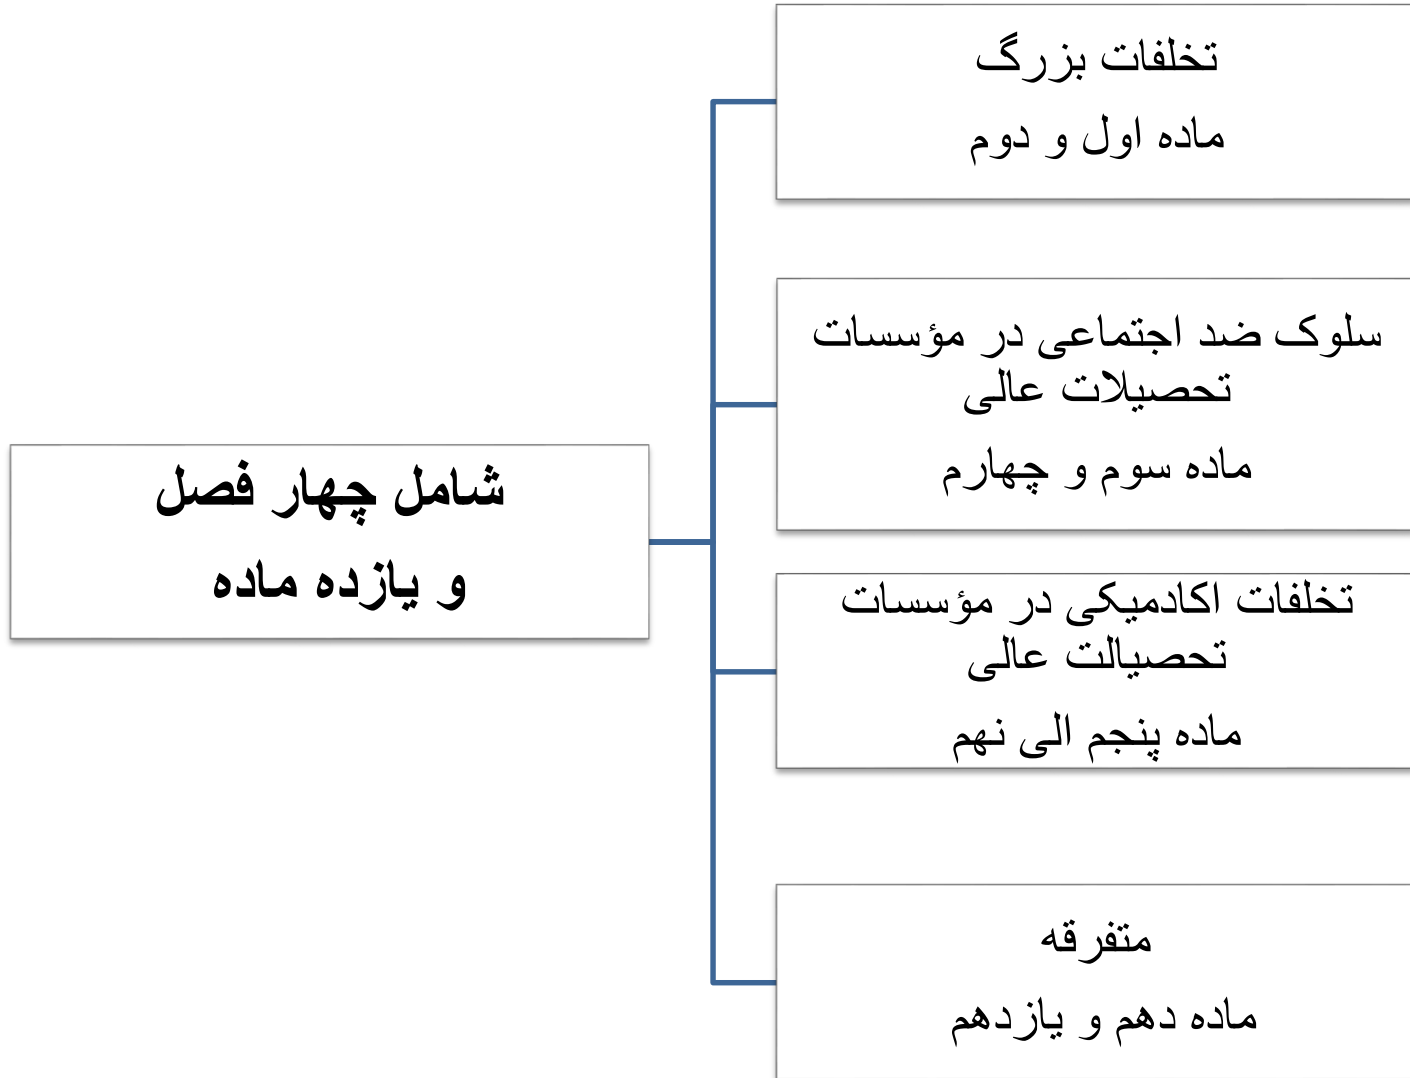 شامل چهار فصل
و یازده ماده
تخلفات بزرگ
ماده اول و دوم
سلوک ضد اجتماعی در مؤسسات
تحصیلات عالی
ماده سوم و چهارم
تخلفات اکادمیکی در مؤسسات
تحصیالت عالی
ماده پنجم الی نهم
متفرقه
ماده دهم و یازدهم